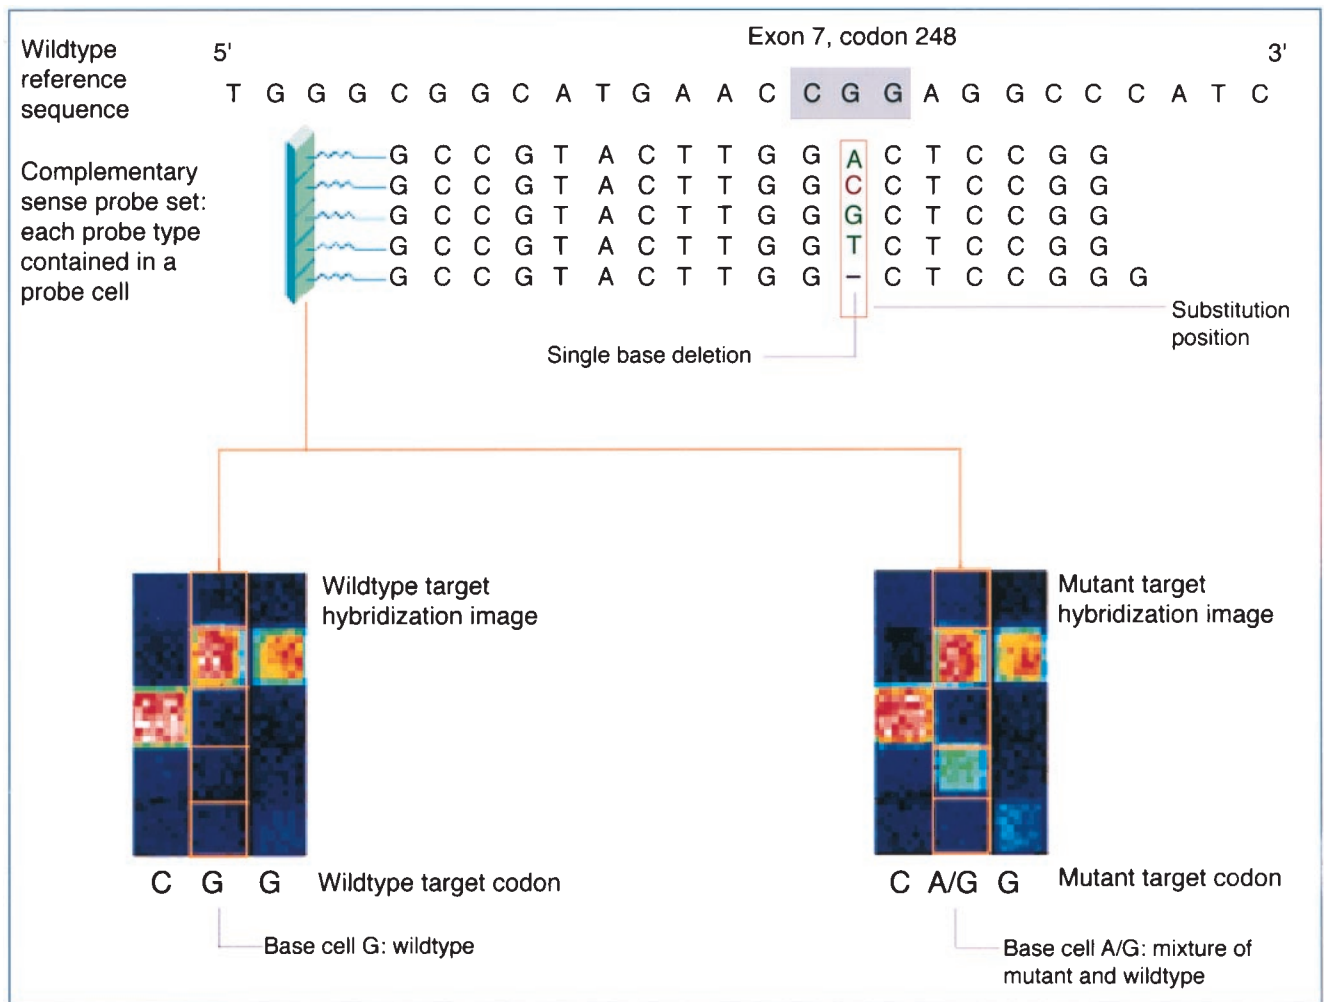 Exon 7, codon 248
Wildtype
reference
sequence
5'
3'
T G G G C G G C A T G A A C C G G A G G C C C A T C
Complementary
sense probe set:
each probe type
contained in a
probe cell
G C C G T A C T T G G A C T C C G G
G C C G T A C T T G G C C T C C G G
G C C G T A C T T G G G C T C C G G
G C C G T A C T T G G T C T C C G G
G C C G T A C T T G G – C T C C G G G
Substitution
position
Single base deletion
Wildtype target
hybridization image
Mutant target
hybridization image
C G G
Wildtype target codon
C A/G G
Mutant target codon
Base cell G: wildtype
Base cell A/G: mixture of
mutant and wildtype